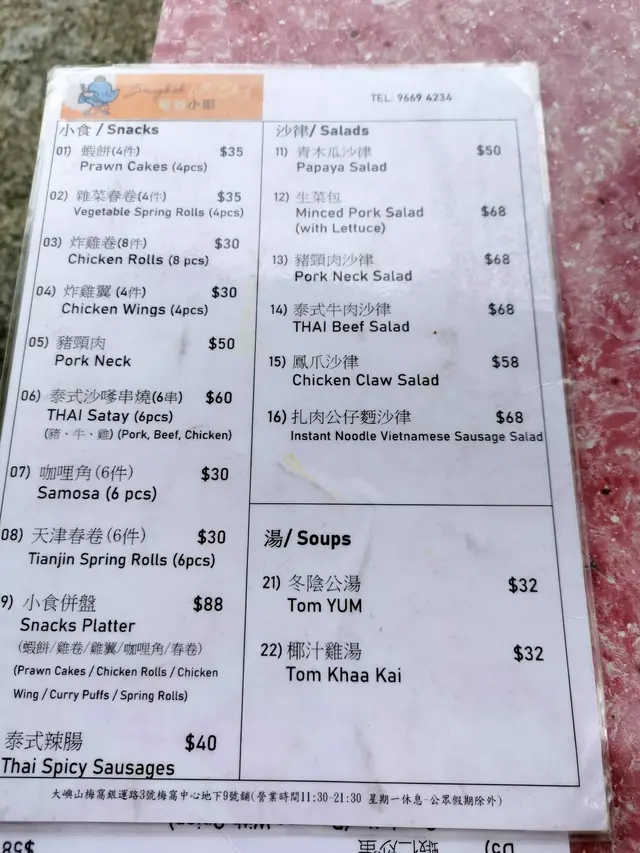 小廚
TEL: 9669 4234
小食 / Snacks
01) 蝦餅(4件) $35
Prawn Cakes (4pcs)
02) 雜菜春卷(4件) $35
Vegetable Spring Rolls (4pcs)
03) 炸雞卷(8件) $30
Chicken Rolls (8 pcs)
04) 炸雞翼 (4件) $30
Chicken Wings (4pcs)
05) 豬頸肉 $50
Pork Neck
06) 泰式沙嗲串燒(6串) $60
THAI Satay (6pcs)
(豬、牛、雞) (Pork, Beef, Chicken)
07) 咖喱角(6件) $30
Samosa (6 pcs)
08) 天津春卷(6件) $30
Tianjin Spring Rolls (6pcs)
9) 小食併盤 $88
Snacks Platter
(蝦餅/雞卷/雞翼/咖喱角/春卷)
(Prawn Cakes / Chicken Rolls / Chicken
Wing / Curry Puffs / Spring Rolls)
泰式辣腸 $40
Thai Spicy Sausages
沙律/ Salads
11) 青木瓜沙律 $50
Papaya Salad
12) 生菜包
Minced Pork Salad $68
(with Lettuce)
13) 豬頸肉沙律 $68
Pork Neck Salad
14) 泰式牛肉沙律 $68
THAI Beef Salad
15) 鳳爪沙律 $58
Chicken Claw Salad
16) 扎肉公仔麵沙律 $68
Instant Noodle Vietnamese Sausage Salad
湯/ Soups
21) 冬陰公湯 $32
Tom YUM
22) 椰汁雞湯 $32
Tom Khaa Kai
大嶼山梅窩銀運路3號梅窩中心地下9號舖(營業時間11:30-21:30 星期一休息-公眾假期除外)
$58
05) 蝦仁炒蛋